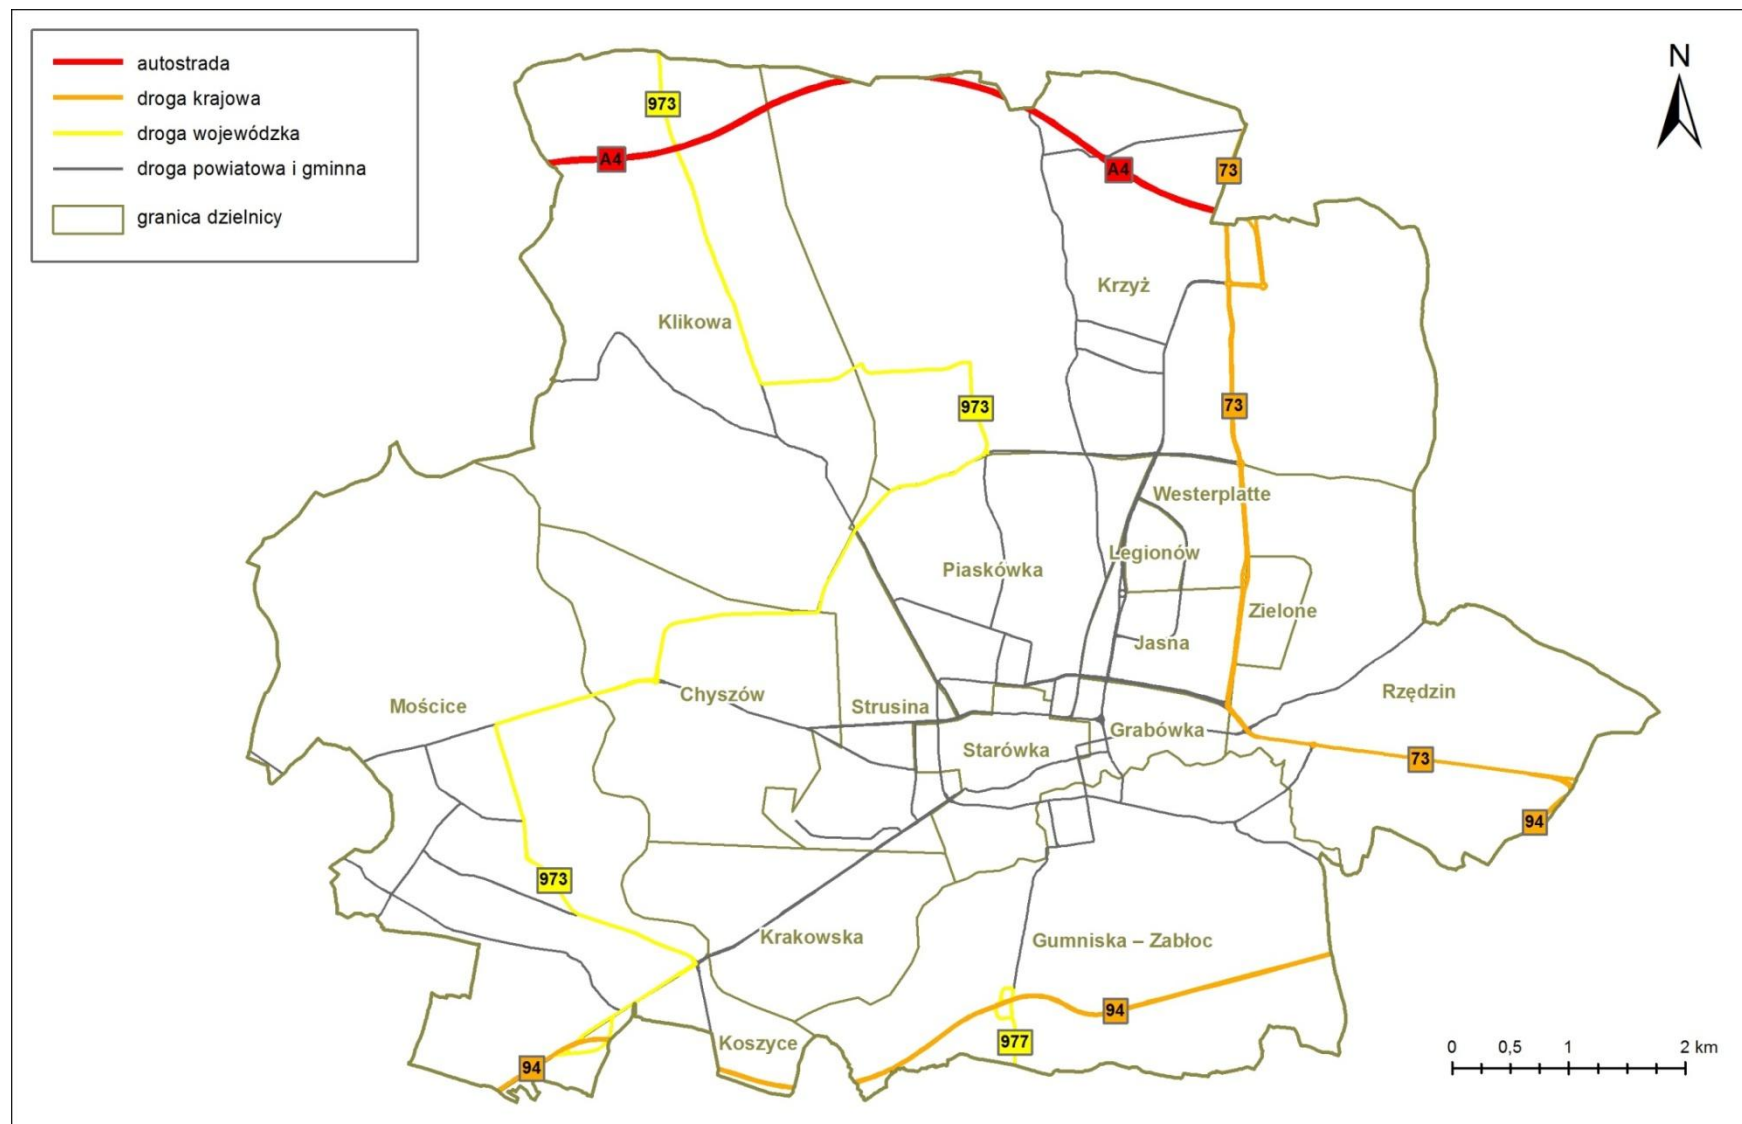 autostrada
droga krajowa
droga wojewódzka
droga powiatowa i gminna
granica dzielnicy
N
973
A4
A4
73
Krzyż
Klikowa
973
73
Westerplatte
Legionów
Piaskówka
Zielone
Jasna
Chyszów
Rzędzin
Mościce
Strusina
Grabówka
Starówka
73
94
973
Krakowska
Gumniska – Zabłoc
94
977
Koszyce
94
0 0,5 1 2 km